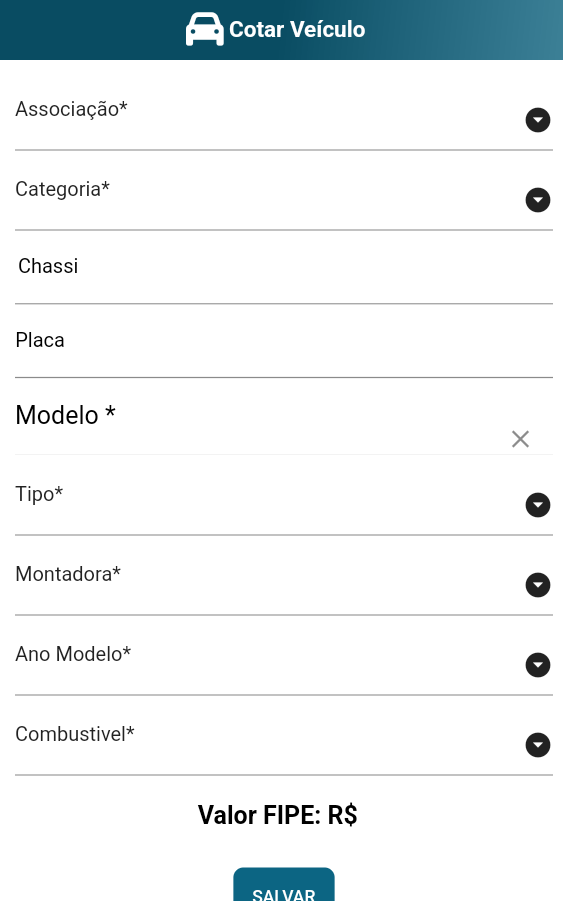 Cotar Veículo
Associação*
Categoria*
Chassi
Placa
Modelo *
Tipo*
Montadora*
Ano Modelo*
Combustivel*
Valor FIPE: R$
SALVAR